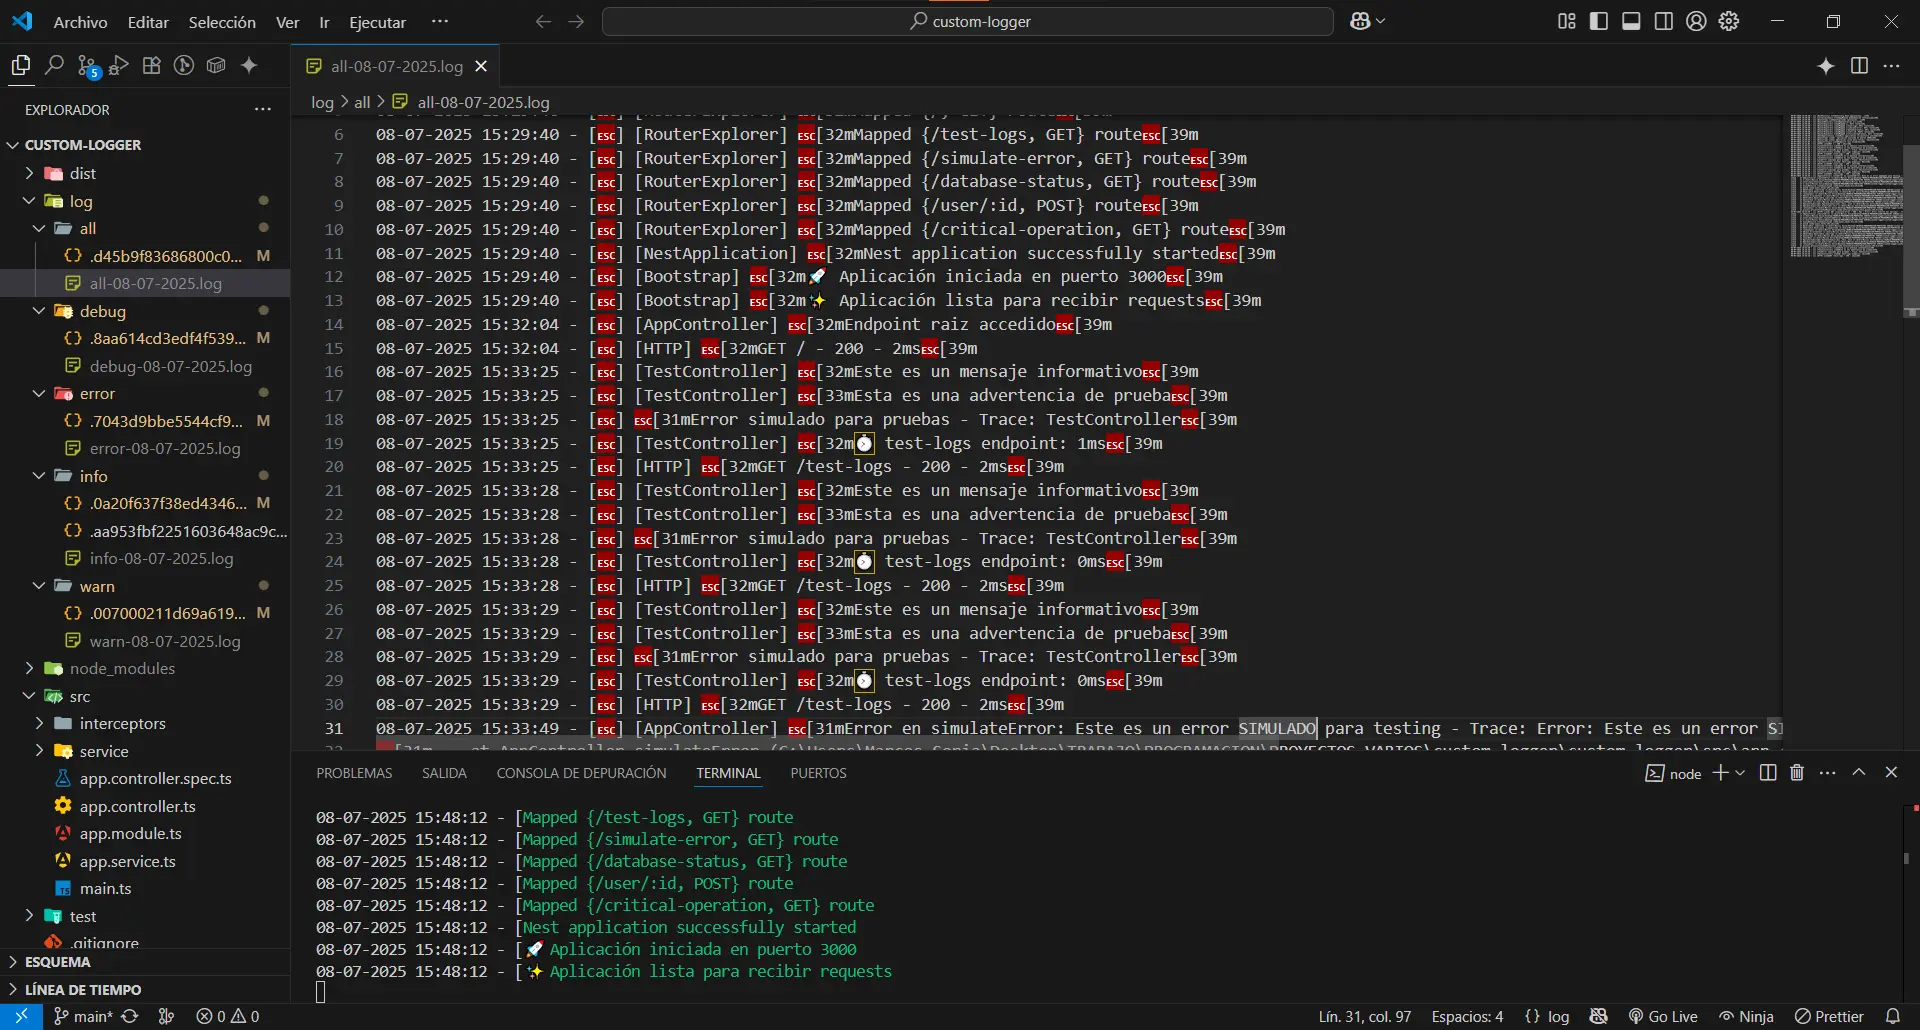 Archivo Editar Selección Ver Ir Ejecutar ···
custom-logger
5
EXPLORADOR
CUSTOM-LOGGER
dist
log
all
.d45b9f83686800c0... M
all-08-07-2025.log
debug
.8aa614cd3edf4f539... M
debug-08-07-2025.log
error
.7043d9bbe5544cf9... M
error-08-07-2025.log
info
.0a20f637f38ed4346... M
.aa953fbf2251603648ac9c...
info-08-07-2025.log
warn
.007000211d69a619... M
warn-08-07-2025.log
node_modules
src
interceptors
service
app.controller.spec.ts
app.controller.ts
app.module.ts
app.service.ts
main.ts
test
.gitignore
ESQUEMA
LÍNEA DE TIEMPO
all-08-07-2025.log
log > all > all-08-07-2025.log
6 08-07-2025 15:29:40 - [ESC] [RouterExplorer] ESC[32mMapped {/test-logs, GET} routeESC[39m
7 08-07-2025 15:29:40 - [ESC] [RouterExplorer] ESC[32mMapped {/simulate-error, GET} routeESC[39m
8 08-07-2025 15:29:40 - [ESC] [RouterExplorer] ESC[32mMapped {/database-status, GET} routeESC[39m
9 08-07-2025 15:29:40 - [ESC] [RouterExplorer] ESC[32mMapped {/user/:id, POST} routeESC[39m
10 08-07-2025 15:29:40 - [ESC] [RouterExplorer] ESC[32mMapped {/critical-operation, GET} routeESC[39m
11 08-07-2025 15:29:40 - [ESC] [NestApplication] ESC[32mNest application successfully startedESC[39m
12 08-07-2025 15:29:40 - [ESC] [Bootstrap] ESC[32m🚀 Aplicación iniciada en puerto 3000ESC[39m
13 08-07-2025 15:29:40 - [ESC] [Bootstrap] ESC[32m✨ Aplicación lista para recibir requestsESC[39m
14 08-07-2025 15:32:04 - [ESC] [AppController] ESC[32mEndpoint raiz accedidoESC[39m
15 08-07-2025 15:32:04 - [ESC] [HTTP] ESC[32mGET / - 200 - 2msESC[39m
16 08-07-2025 15:33:25 - [ESC] [TestController] ESC[32mEste es un mensaje informativoESC[39m
17 08-07-2025 15:33:25 - [ESC] [TestController] ESC[33mEsta es una advertencia de pruebaESC[39m
18 08-07-2025 15:33:25 - [ESC] ESC[31mError simulado para pruebas - Trace: TestControllerESC[39m
19 08-07-2025 15:33:25 - [ESC] [TestController] ESC[32m⏱ test-logs endpoint: 1msESC[39m
20 08-07-2025 15:33:25 - [ESC] [HTTP] ESC[32mGET /test-logs - 200 - 2msESC[39m
21 08-07-2025 15:33:28 - [ESC] [TestController] ESC[32mEste es un mensaje informativoESC[39m
22 08-07-2025 15:33:28 - [ESC] [TestController] ESC[33mEsta es una advertencia de pruebaESC[39m
23 08-07-2025 15:33:28 - [ESC] ESC[31mError simulado para pruebas - Trace: TestControllerESC[39m
24 08-07-2025 15:33:28 - [ESC] [TestController] ESC[32m⏱ test-logs endpoint: 0msESC[39m
25 08-07-2025 15:33:28 - [ESC] [HTTP] ESC[32mGET /test-logs - 200 - 2msESC[39m
26 08-07-2025 15:33:29 - [ESC] [TestController] ESC[32mEste es un mensaje informativoESC[39m
27 08-07-2025 15:33:29 - [ESC] [TestController] ESC[33mEsta es una advertencia de pruebaESC[39m
28 08-07-2025 15:33:29 - [ESC] ESC[31mError simulado para pruebas - Trace: TestControllerESC[39m
29 08-07-2025 15:33:29 - [ESC] [TestController] ESC[32m⏱ test-logs endpoint: 0msESC[39m
30 08-07-2025 15:33:29 - [ESC] [HTTP] ESC[32mGET /test-logs - 200 - 2msESC[39m
31 08-07-2025 15:33:49 - [ESC] [AppController] ESC[31mError en simulateError: Este es un error SIMULADO para testing - Trace: Error: Este es un error SI
PROBLEMAS SALIDA CONSOLA DE DEPURACIÓN TERMINAL PUERTOS
node
08-07-2025 15:48:12 - [Mapped {/test-logs, GET} route
08-07-2025 15:48:12 - [Mapped {/simulate-error, GET} route
08-07-2025 15:48:12 - [Mapped {/database-status, GET} route
08-07-2025 15:48:12 - [Mapped {/user/:id, POST} route
08-07-2025 15:48:12 - [Mapped {/critical-operation, GET} route
08-07-2025 15:48:12 - [Nest application successfully started
08-07-2025 15:48:12 - [🚀 Aplicación iniciada en puerto 3000
08-07-2025 15:48:12 - [✨ Aplicación lista para recibir requests
main* 0 0 Lín. 31, col. 97 Espacios: 4 {} log Go Live Ninja Prettier